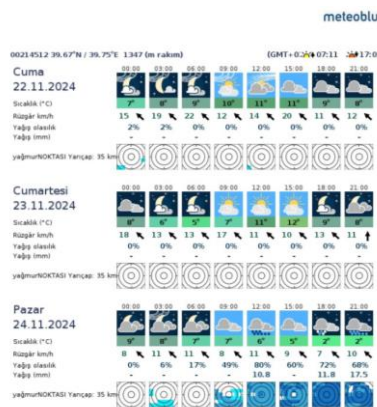 meteoblu
00214512 39.67°N / 39.75°E 1347 (m rakım) (GMT+03 07:11 17:0
Cuma
22.11.2024
00:00 03:00 06:00 09:00 12:00 15:00 18:00 21:00
Sıcaklık (°C) 7° 8° 9° 10° 11° 11° 9° 8°
Rüzgâr km/h 15 19 22 12 14 20 11 12
Yağış olasılık 2% 2% 0% 0% 0% 0% 0% 0%
Yağış (mm) - - - - - - - -
yağmurNOKTASI Yarıçap: 35 km
Cumartesi
23.11.2024
00:00 03:00 06:00 09:00 12:00 15:00 18:00 21:00
Sıcaklık (°C) 8° 6° 5° 7° 11° 12° 9° 8°
Rüzgâr km/h 18 13 13 17 11 10 13 11
Yağış olasılık 0% 0% 0% 0% 0% 0% 0% 0%
Yağış (mm) - - - - - - - -
yağmurNOKTASI Yarıçap: 35 km
Pazar
24.11.2024
00:00 03:00 06:00 09:00 12:00 15:00 18:00 21:00
Sıcaklık (°C) 9° 8° 7° 7° 6° 5° 2° 2°
Rüzgâr km/h 8 11 11 8 11 9 7 10
Yağış olasılık 0% 6% 17% 49% 80% 60% 72% 68%
Yağış (mm) - - - - 10.8 - 11.8 17.5
yağmurNOKTASI Yarıçap: 35 km